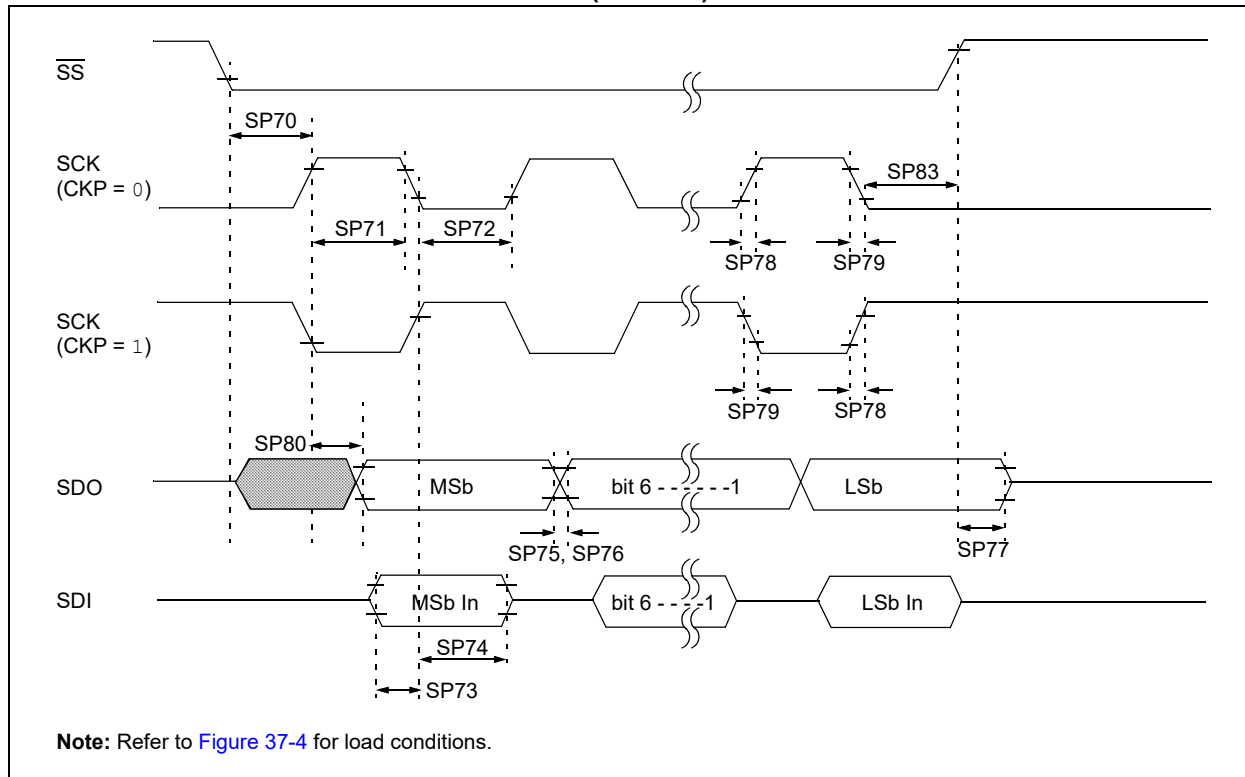 SS
SP70
SCK
(CKP = 0)
SP83
SP71
SP72
SP78
SP79
SCK
(CKP = 1)
SP79
SP78
SP80
SDO
MSb
bit 6 - - - - - -1
LSb
SP75, SP76
SP77
SDI
MSb In
bit 6 - - - -1
LSb In
SP74
SP73
Note: Refer to Figure 37-4 for load conditions.